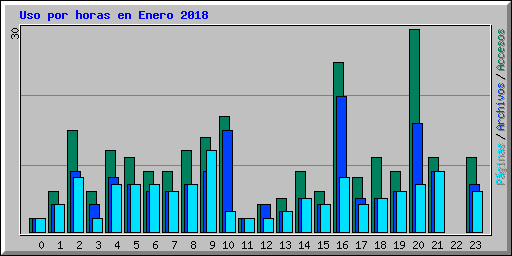 Uso por horas en Enero 2018
30
Páginas / Archivos / Accesos
0 1 2 3 4 5 6 7 8 9 10 11 12 13 14 15 16 17 18 19 20 21 22 23